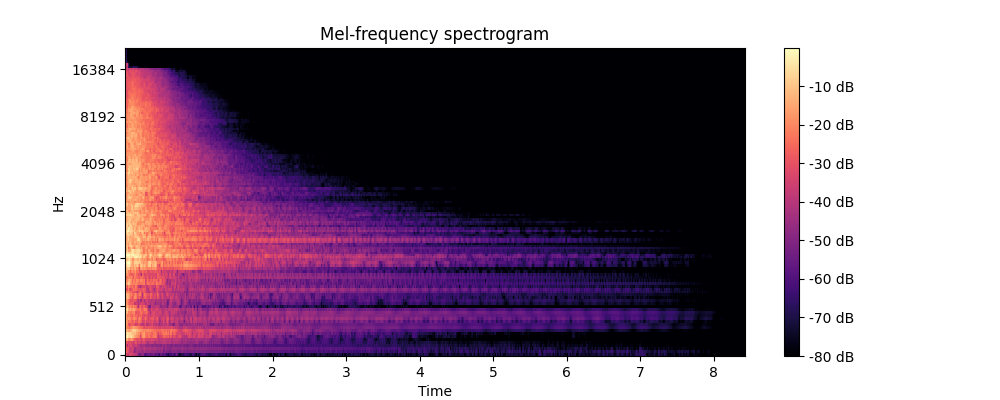 Mel-frequency spectrogram
Hz
16384
8192
4096
2048
1024
512
0
0 1 2 3 4 5 6 7 8
Time
-10 dB
-20 dB
-30 dB
-40 dB
-50 dB
-60 dB
-70 dB
-80 dB